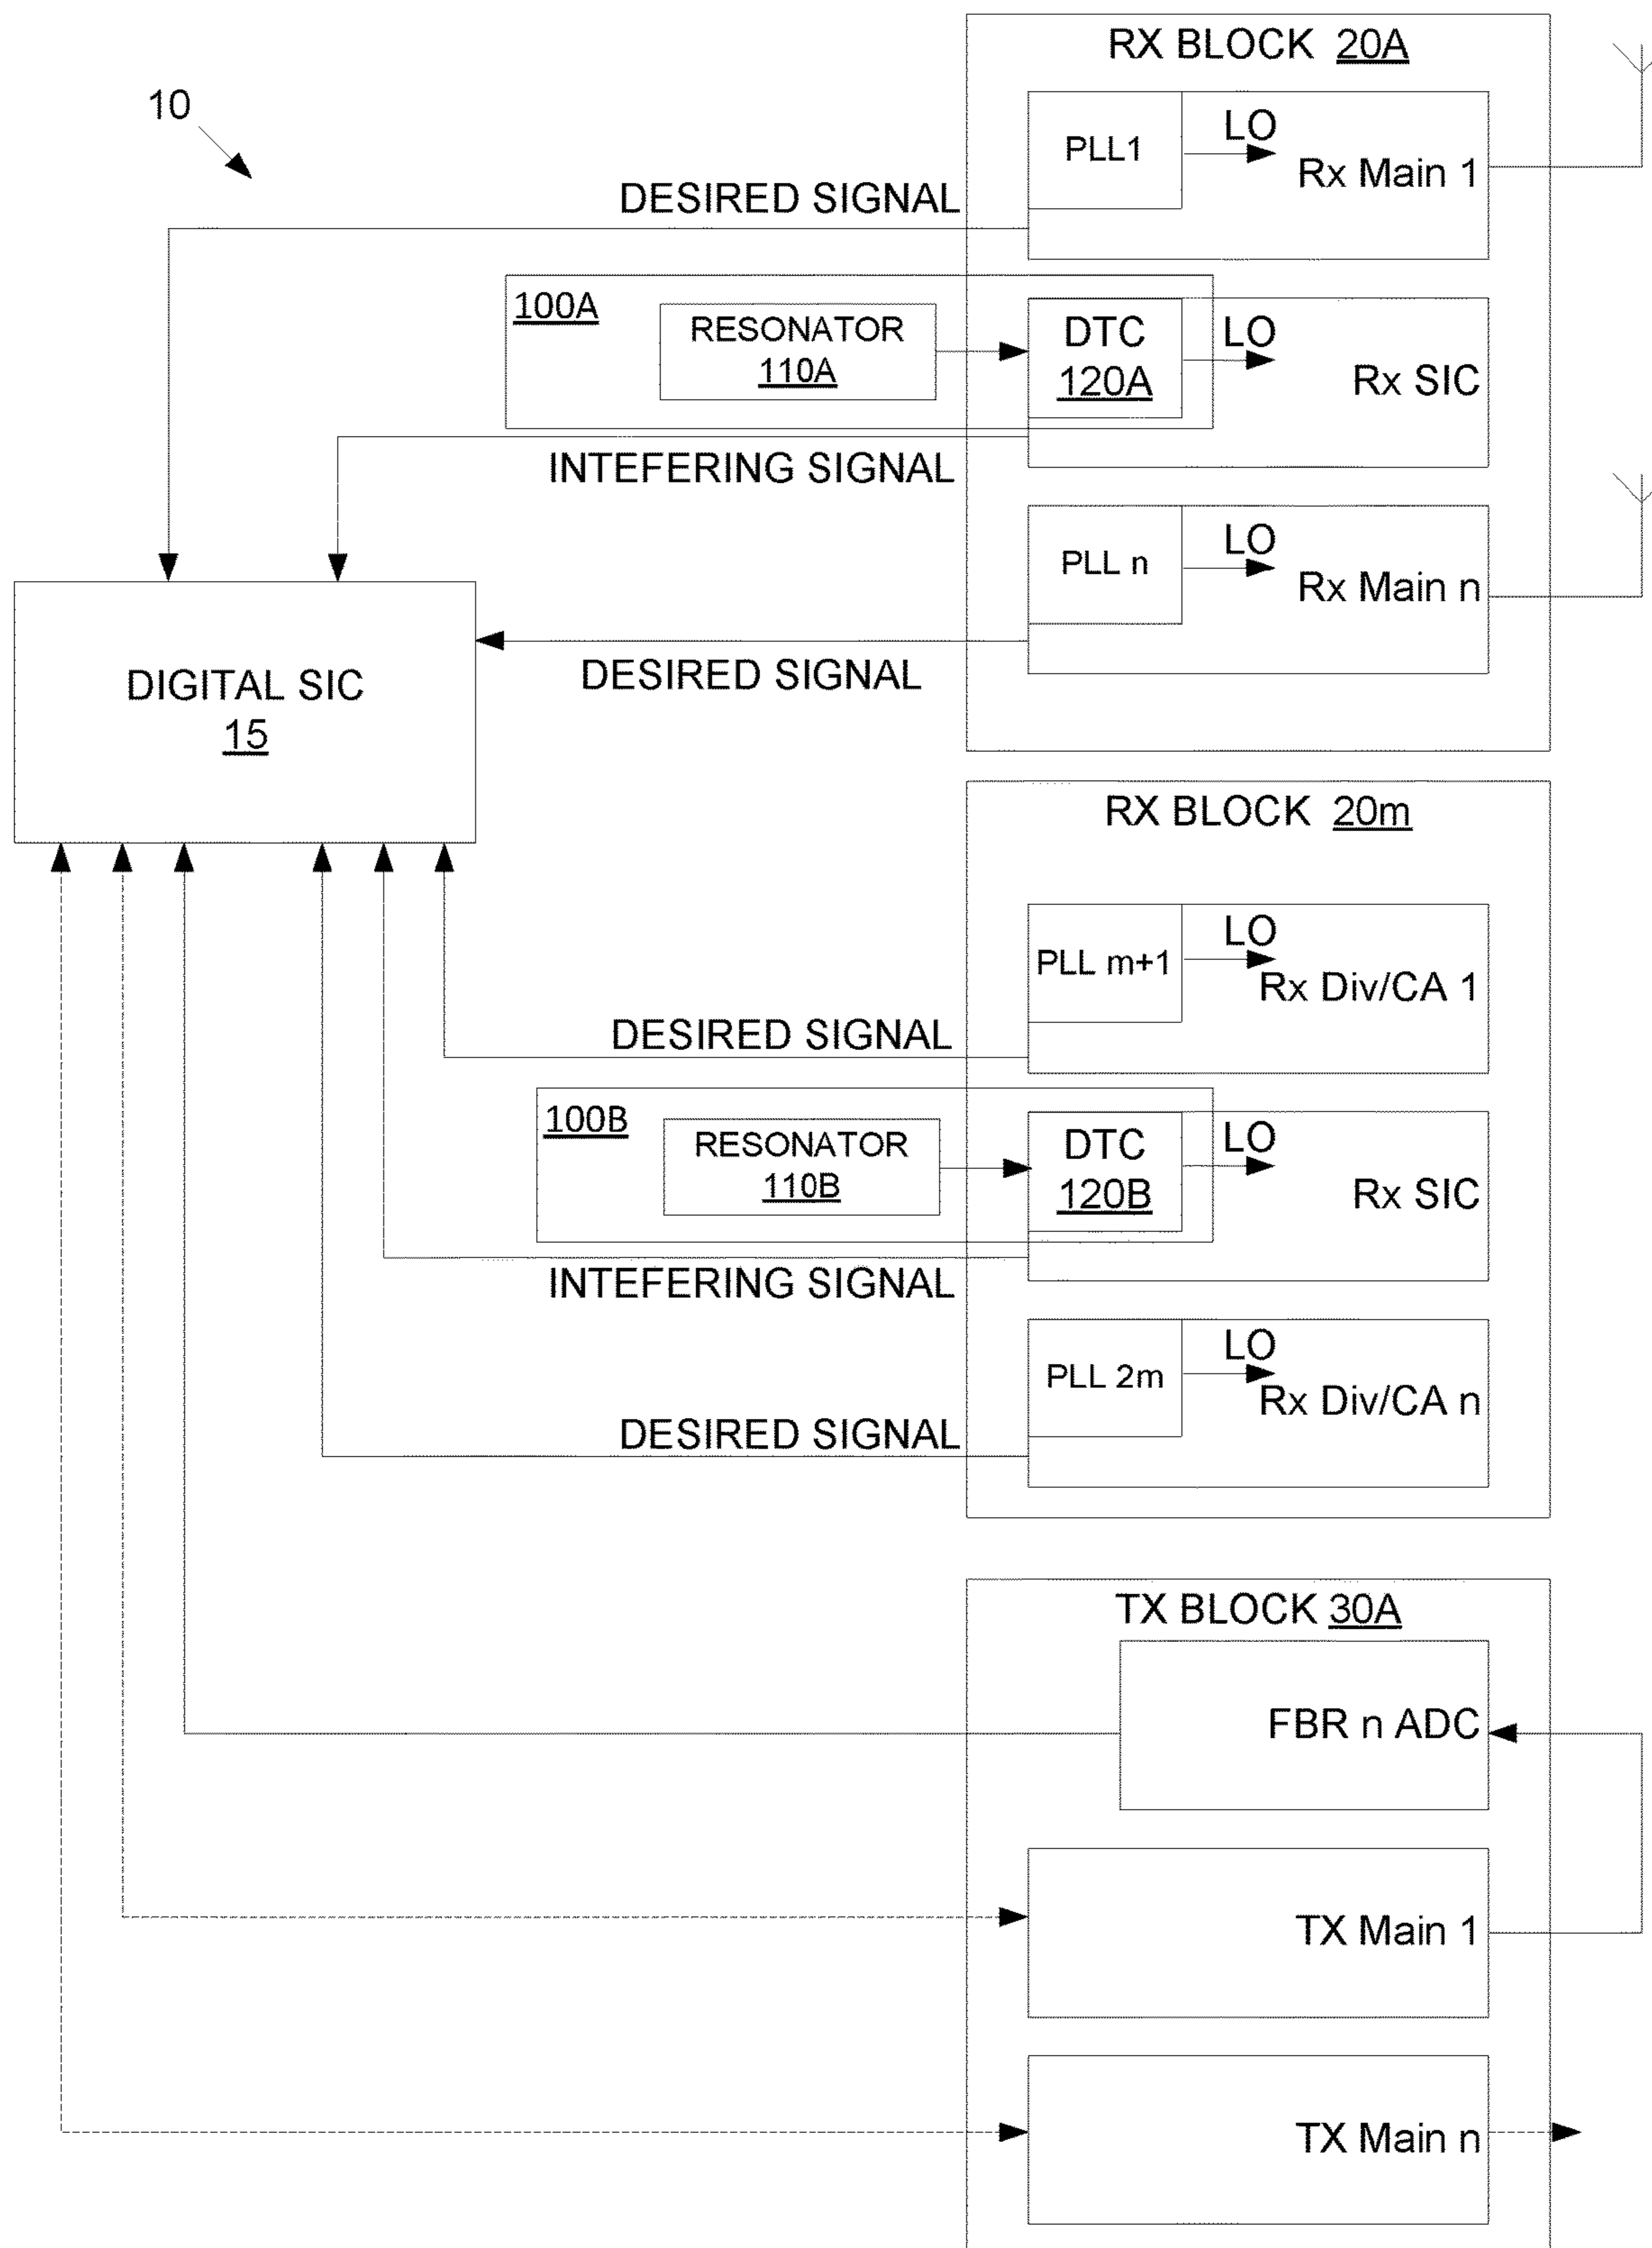 10
RX BLOCK 20A
PLL1
LO
Rx Main 1
DESIRED SIGNAL
100A
RESONATOR
110A
DTC
120A
LO
Rx SIC
INTEFERING SIGNAL
PLL n
LO
Rx Main n
DESIRED SIGNAL
DIGITAL SIC
15
RX BLOCK 20m
PLL m+1
LO
Rx Div/CA 1
DESIRED SIGNAL
100B
RESONATOR
110B
DTC
120B
LO
Rx SIC
INTEFERING SIGNAL
PLL 2m
LO
Rx Div/CA n
DESIRED SIGNAL
TX BLOCK 30A
FBR n ADC
TX Main 1
TX Main n